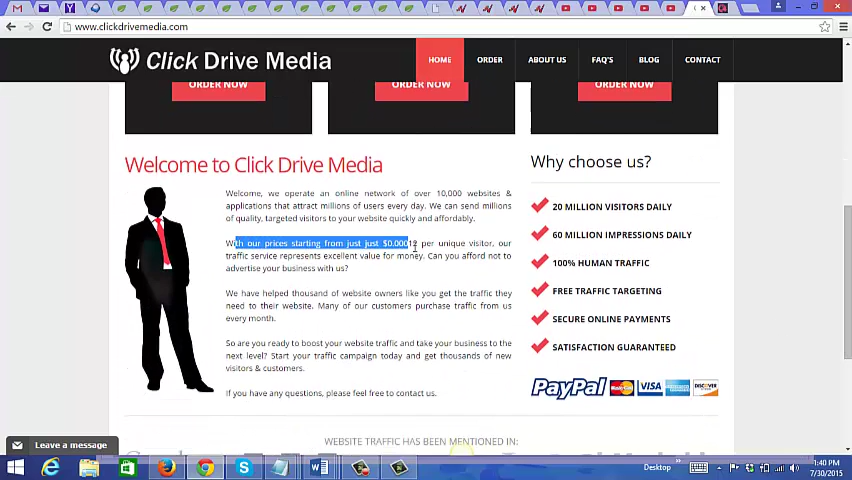 www.clickdrivemedia.com
Click Drive Media
HOME
ORDER
ABOUT US
FAQ'S
BLOG
CONTACT
ORDER NOW
ORDER NOW
ORDER NOW
Welcome to Click Drive Media
Welcome, we operate an online network of over 10,000 websites &
applications that attract millions of users every day. We can send millions
of quality, targeted visitors to your website quickly and affordably.
With our prices starting from just just $0.00012 per unique visitor, our
traffic service represents excellent value for money. Can you afford not to
advertise your business with us?
We have helped thousand of website owners like you get the traffic they
need to their website. Many of our customers purchase traffic from us
every month.
So are you ready to boost your website traffic and take your business to the
next level? Start your traffic campaign today and get thousands of new
visitors & customers.
If you have any questions, please feel free to contact us.
Why choose us?
20 MILLION VISITORS DAILY
60 MILLION IMPRESSIONS DAILY
100% HUMAN TRAFFIC
FREE TRAFFIC TARGETING
SECURE ONLINE PAYMENTS
SATISFACTION GUARANTEED
PayPal
VISA
DISCOVER
WEBSITE TRAFFIC HAS BEEN MENTIONED IN:
Leave a message
Desktop
1:40 PM
7/30/2015